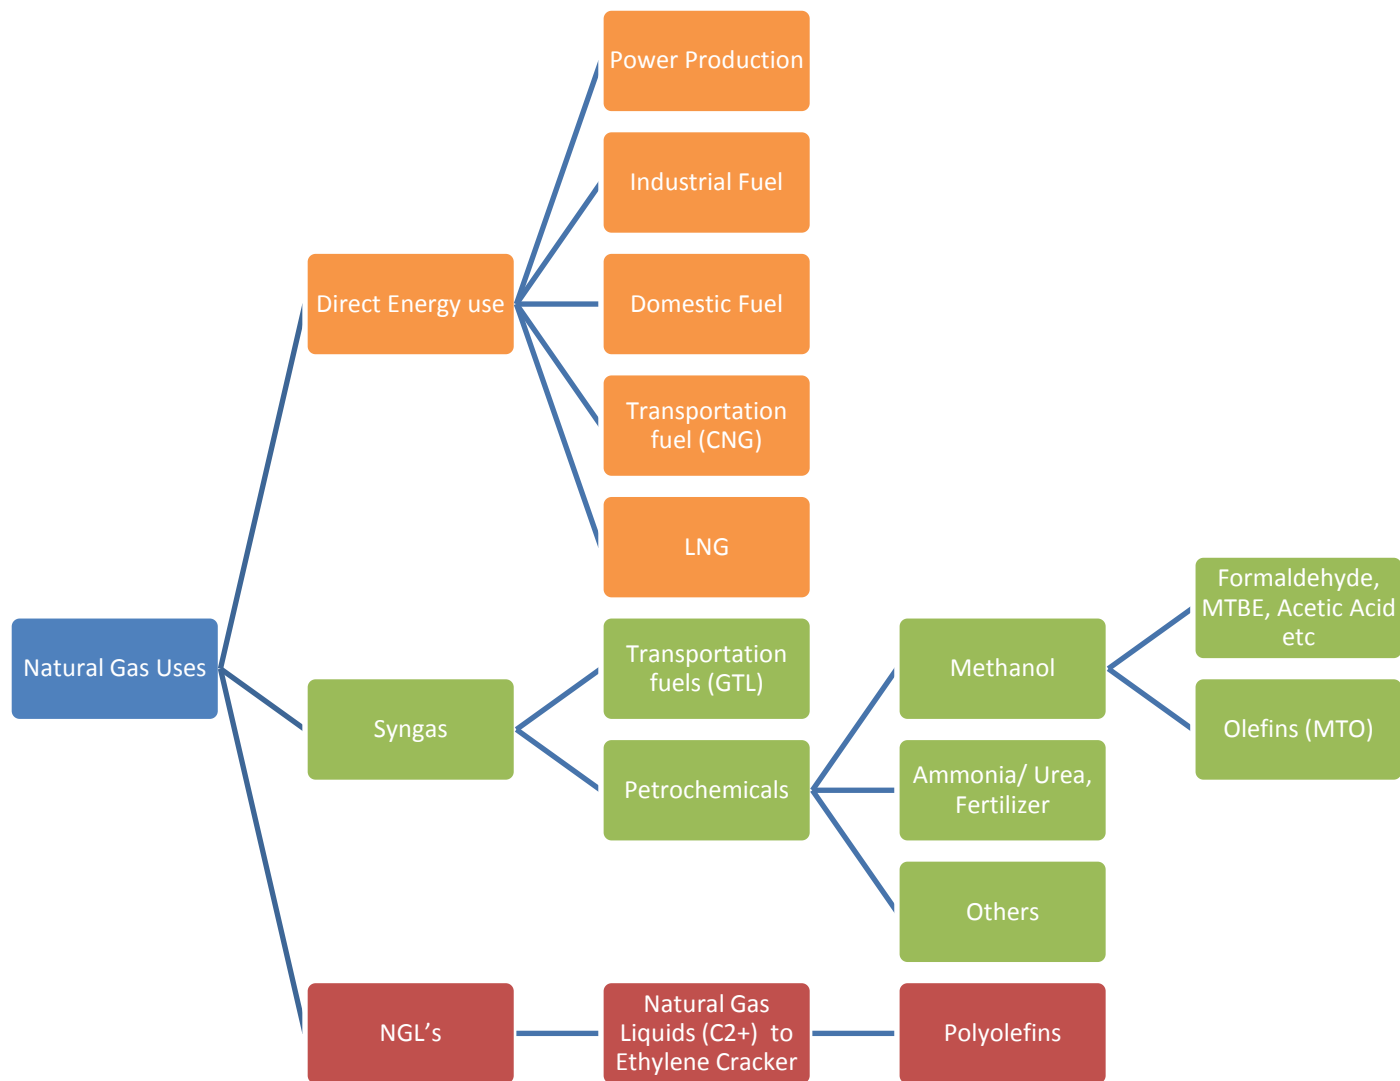 Power Production
Industrial Fuel
Direct Energy use
Domestic Fuel
Transportation
fuel (CNG)
LNG
Natural Gas Uses
Syngas
Transportation
fuels (GTL)
Petrochemicals
Methanol
Formaldehyde,
MTBE, Acetic Acid
etc
Olefins (MTO)
Ammonia/ Urea,
Fertilizer
Others
NGL’s
Natural Gas
Liquids (C2+)  to
Ethylene Cracker
Polyolefins